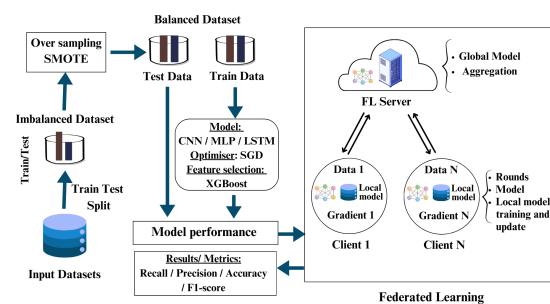 Balanced Dataset
Over sampling
SMOTE
Test Data
Train Data
Imbalanced Dataset
Train/Test
Train Test
Split
Input Datasets
Model:
CNN / MLP / LSTM
Optimiser: SGD
Feature selection:
XGBoost
Model performance
Results/ Metrics:
Recall / Precision / Accuracy
/ F1-score
• Global Model
• Aggregation
FL Server
Data 1
Local
model
Gradient 1
Client 1
Data N
Local
model
Gradient N
Client N
• Rounds
• Model
• Local model
training and
update
Federated Learning